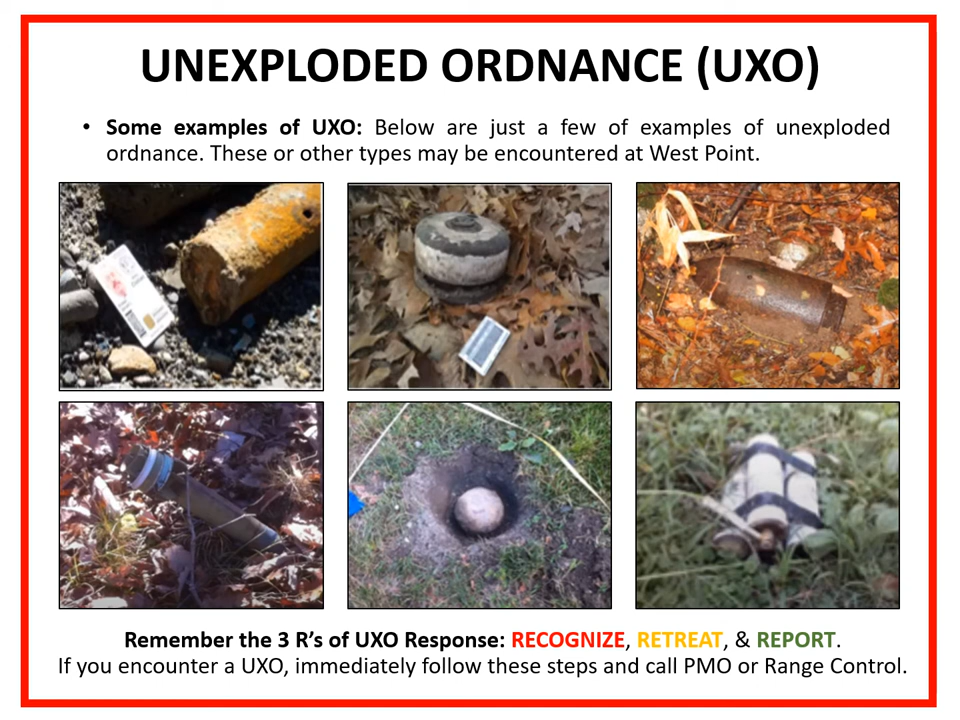 UNEXPLODED ORDNANCE (UXO)
• Some examples of UXO: Below are just a few of examples of unexploded
ordnance. These or other types may be encountered at West Point.
Remember the 3 R’s of UXO Response: RECOGNIZE, RETREAT, & REPORT.
If you encounter a UXO, immediately follow these steps and call PMO or Range Control.